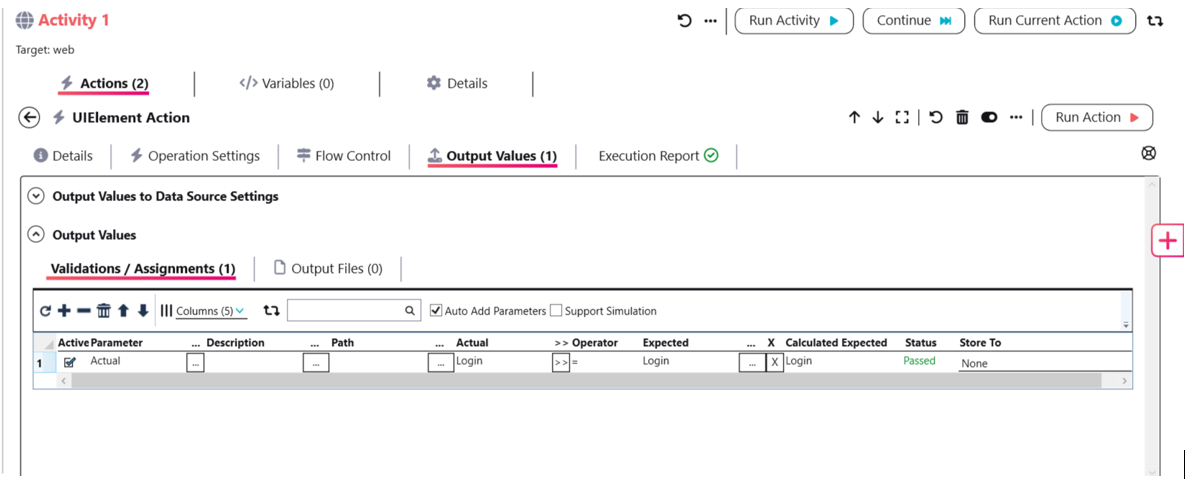 Activity 1
... Run Activity Continue Run Current Action
Target: web
Actions (2) </> Variables (0) Details
UIElement Action
... Run Action
Details Operation Settings Flow Control Output Values (1) Execution Report
Output Values to Data Source Settings
Output Values
Validations / Assignments (1) Output Files (0)
Columns (5) Auto Add Parameters Support Simulation
Active Parameter ... Description ... Path ... Actual >> Operator Expected ... X Calculated Expected Status Store To
1 Actual ... ... ... Login >> = Login ... X Login Passed None